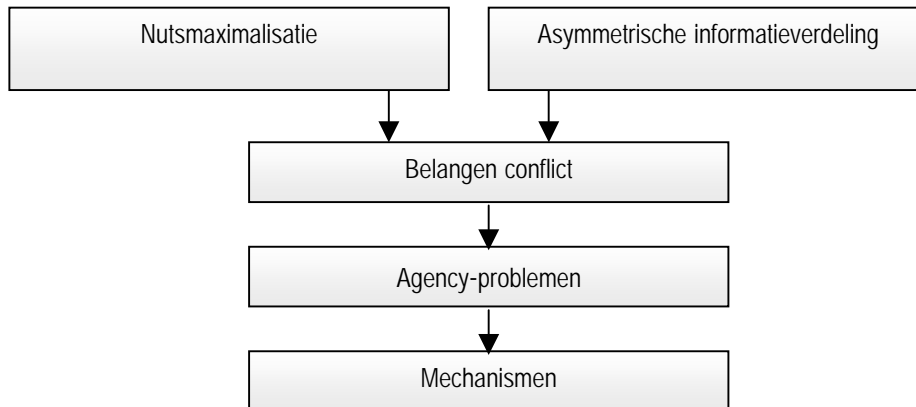 Nutsmaximalisatie
Asymmetrische informatieverdeling
Belangen conflict
Agency-problemen
Mechanismen